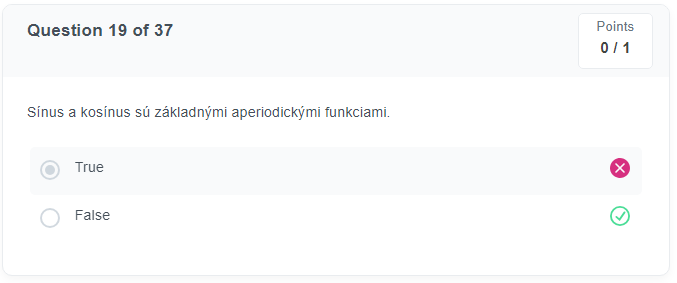 Question 19 of 37
Points
0 / 1
Sínus a kosínus sú základnými aperiodickými funkciami.
True
False